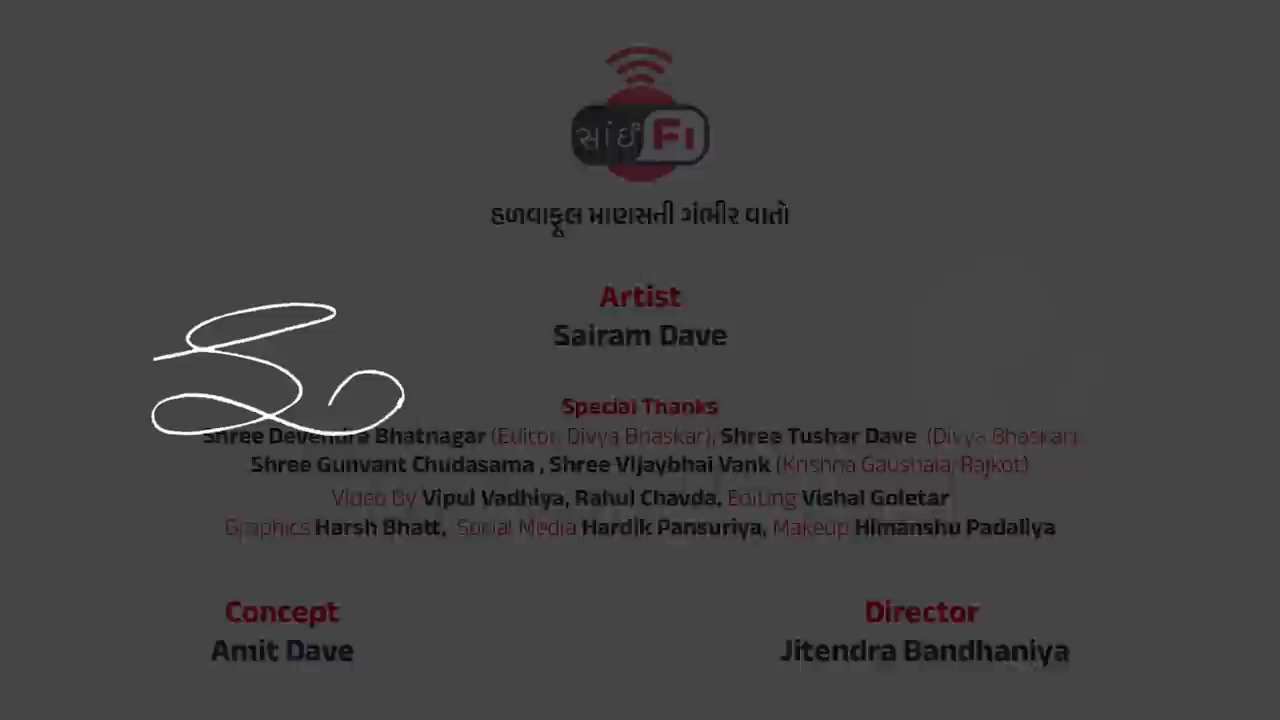 સાંઈ Fi
હળવાફૂલ માણસની ગંભીર વાતો
Artist
Sairam Dave
Special Thanks
Shree Devendra Bhatnagar (Editor, Divya Bhaskar), Shree Tushar Dave (Divya Bhaskar),
Shree Gunvant Chudasama , Shree Vijaybhai Vank (Krishna Gaushala, Rajkot)
Video By Vipul Vadhiya, Rahul Chavda, Editing Vishal Goletar
Graphics Harsh Bhatt, Social Media Hardik Pansuriya, Makeup Himanshu Padaliya
Concept
Amit Dave
Director
Jitendra Bandhaniya